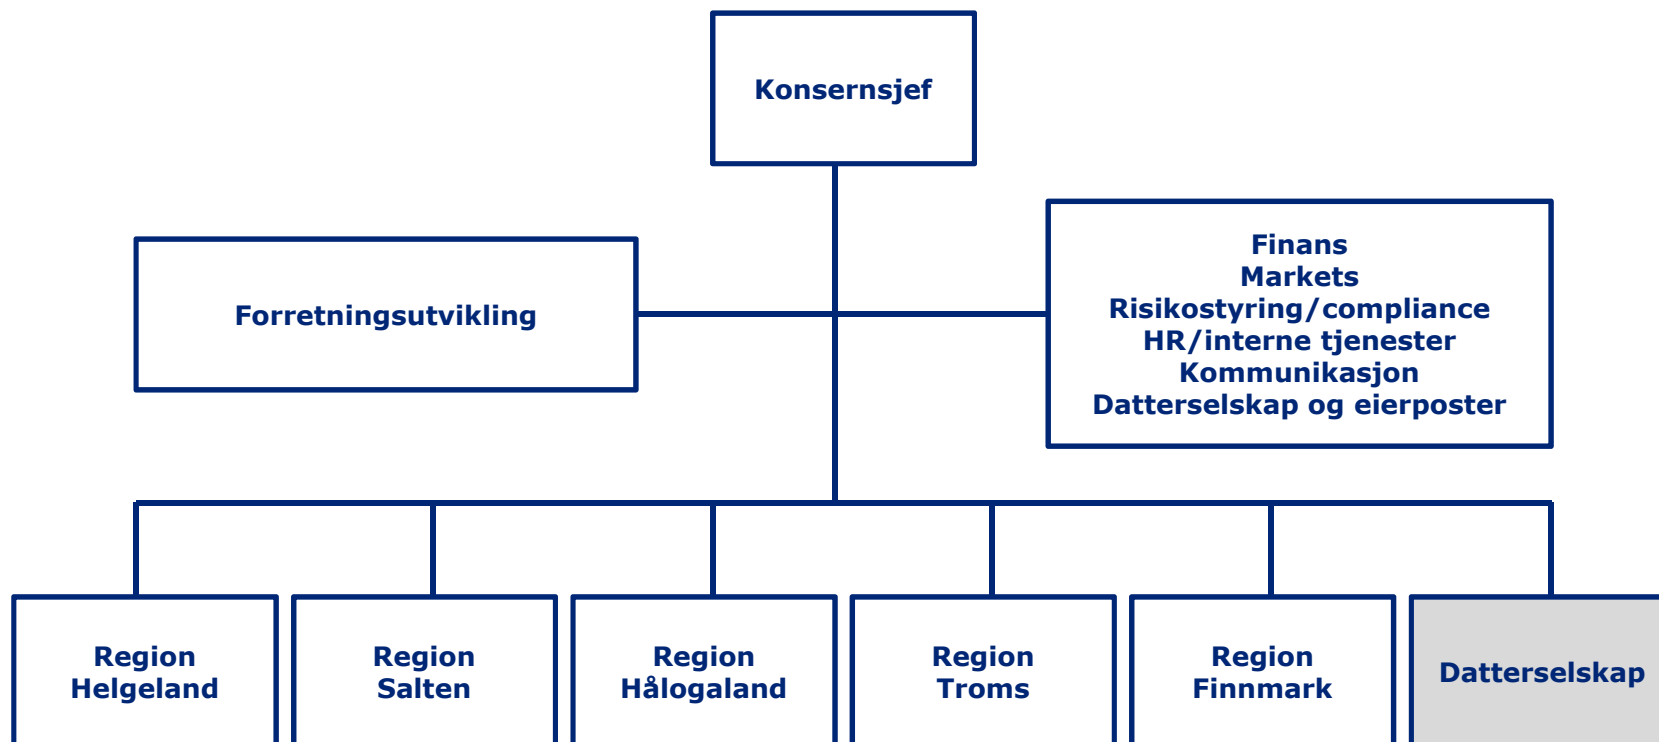 Konsernsjef
Forretningsutvikling
Finans
Markets
Risikostyring/compliance
HR/interne tjenester
Kommunikasjon
Datterselskap og eierposter
Region
Helgeland
Region
Salten
Region
Hålogaland
Region
Troms
Region
Finnmark
Datterselskap